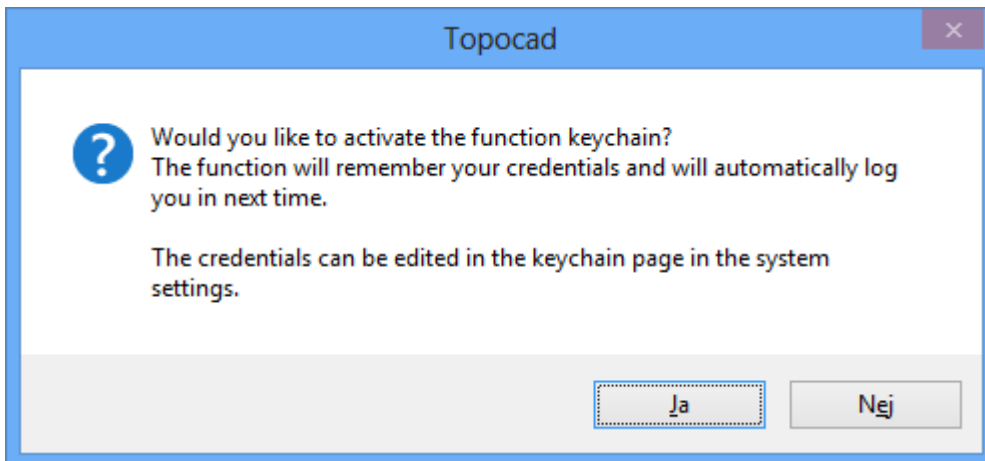 Topocad
Would you like to activate the function keychain?
The function will remember your credentials and will automatically log
you in next time.
The credentials can be edited in the keychain page in the system
settings.
Ja
Nej